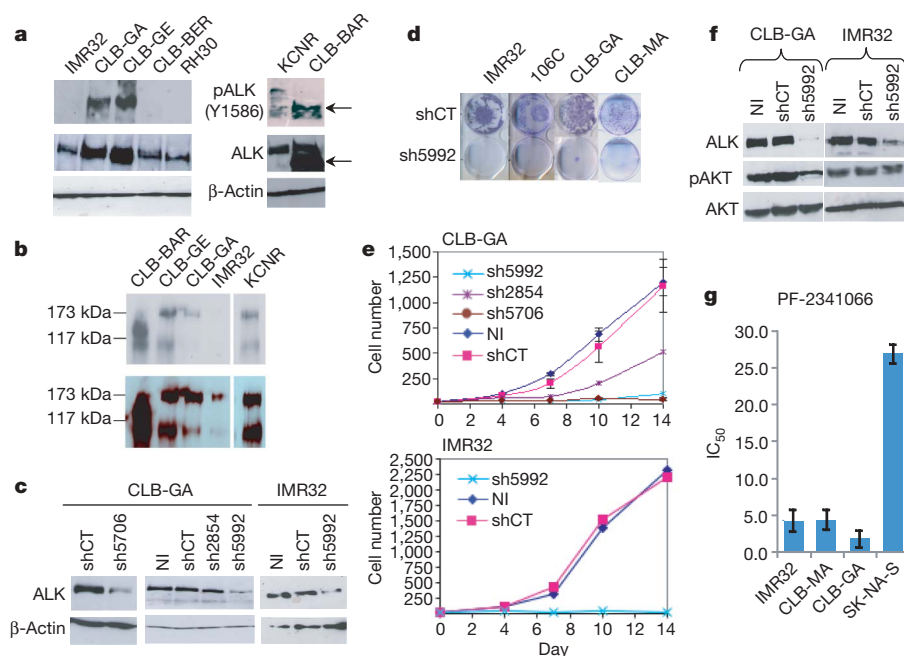 a
IMR32
CLB-GA
CLB-GE
CLB-BER
RH30
KCNR
CLB-BAR
pALK
(Y1586)
ALK
β-Actin
b
CLB-BAR
CLB-GE
CLB-GA
IMR32
KCNR
173 kDa
117 kDa
173 kDa
117 kDa
c
CLB-GA
IMR32
shCT
sh5706
NI
shCT
sh2854
sh5992
NI
shCT
sh5992
ALK
β-Actin
d
IMR32
106C
CLB-GA
CLB-MA
shCT
sh5992
e
CLB-GA
Cell number
1,500
1,250
1,000
750
500
250
sh5992
sh2854
sh5706
NI
shCT
0 2 4 6 8 10 12 14
IMR32
Cell number
2,500
2,250
2,000
1,750
1,500
1,250
1,000
750
500
250
sh5992
NI
shCT
0 2 4 6 8 10 12 14
Day
f
CLB-GA
IMR32
NI
shCT
sh5992
NI
shCT
sh5992
ALK
pAKT
AKT
g
PF-2341066
IC50
30.0
25.0
20.0
15.0
10.0
5.0
0.0
IMR32
CLB-MA
CLB-GA
SK-NA-S